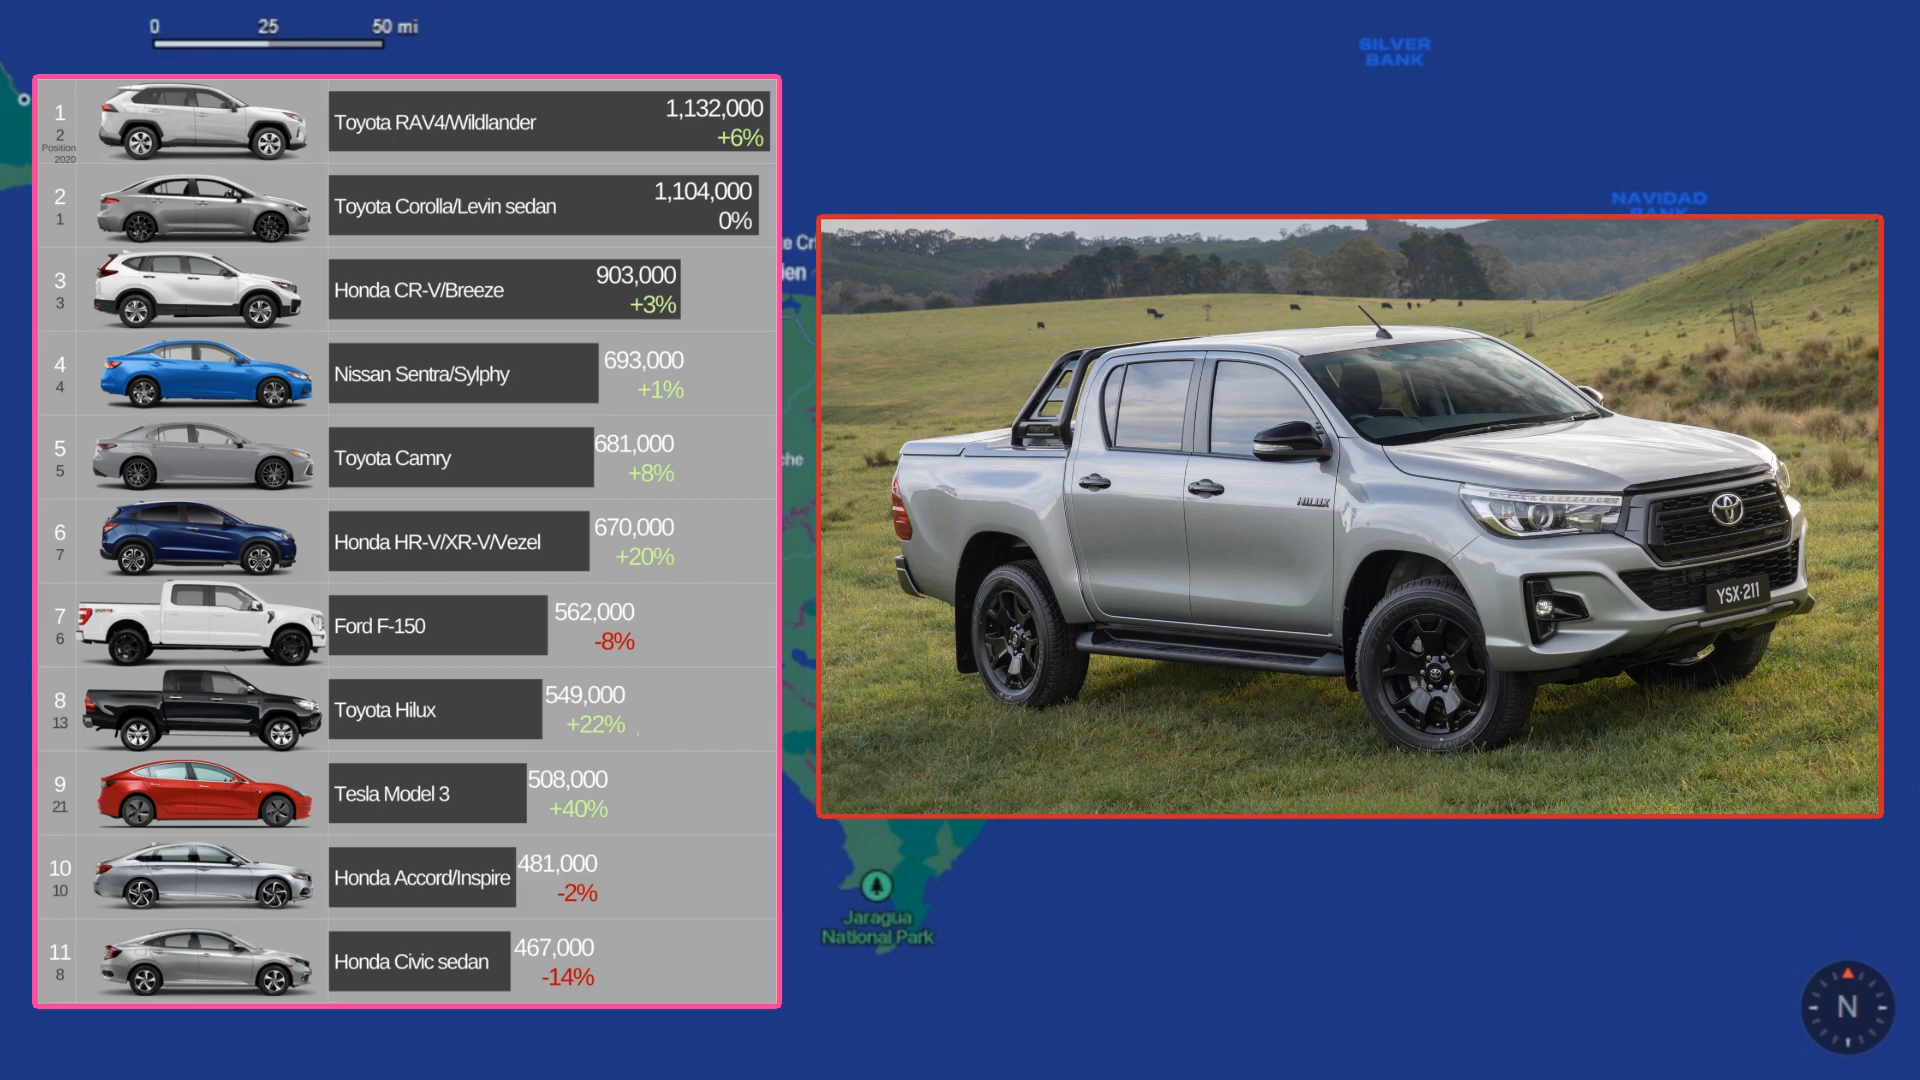 0 25 50 mi
SILVER
BANK
NAVIDAD
BANK
1
2
Position
2020
Toyota RAV4/Wildlander
1,132,000
+6%
2
1
Toyota Corolla/Levin sedan
1,104,000
0%
3
3
Honda CR-V/Breeze
903,000
+3%
4
4
Nissan Sentra/Sylphy
693,000
+1%
5
5
Toyota Camry
681,000
+8%
6
7
Honda HR-V/XR-V/Vezel
670,000
+20%
7
6
Ford F-150
562,000
-8%
8
13
Toyota Hilux
549,000
+22%
9
21
Tesla Model 3
508,000
+40%
10
10
Honda Accord/Inspire
481,000
-2%
11
8
Honda Civic sedan
467,000
-14%
HILUX
YSX·211
Jaragua
National Park
N